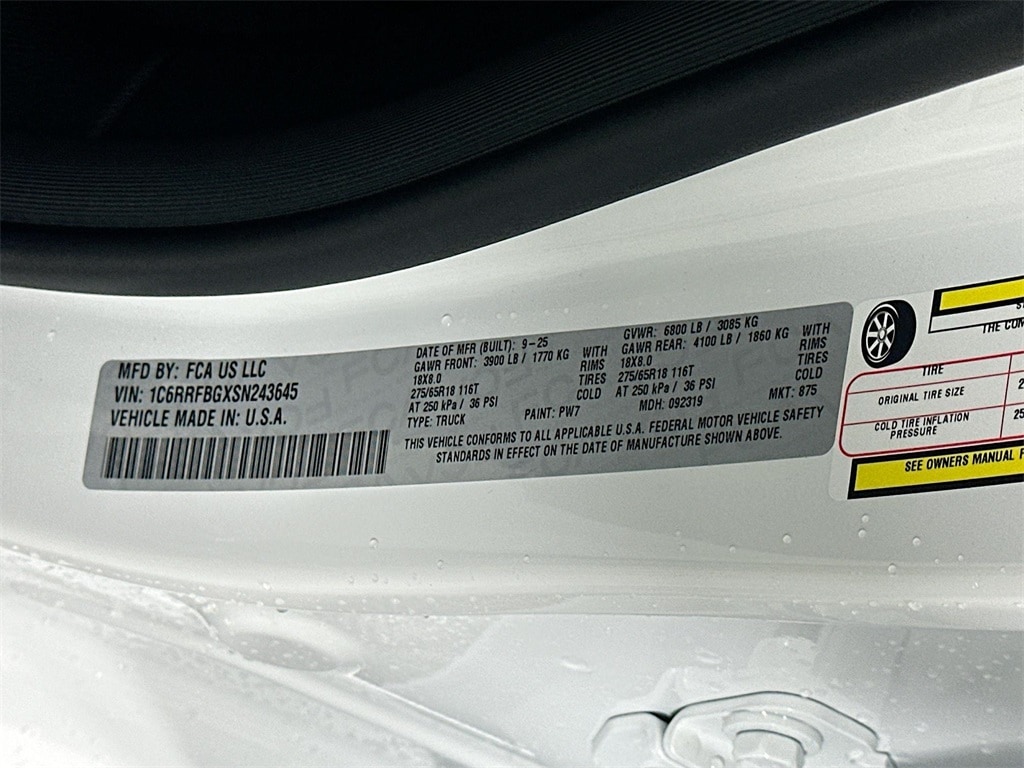 MFD BY: FCA US LLC
VIN: 1C6RRFBGXSN243645
VEHICLE MADE IN: U.S.A.
DATE OF MFR (BUILT): 9-25
GAWR FRONT: 3900 LB / 1770 KG WITH
18X8.0 RIMS
275/65R18 116T TIRES
AT 250 kPa / 36 PSI COLD
TYPE: TRUCK PAINT: PW7
GVWR: 6800 LB / 3085 KG
GAWR REAR: 4100 LB / 1860 KG WITH
18X8.0 RIMS
275/65R18 116T TIRES
AT 250 kPa / 36 PSI COLD
MDH: 092319 MKT: 875
THIS VEHICLE CONFORMS TO ALL APPLICABLE U.S.A. FEDERAL MOTOR VEHICLE SAFETY
STANDARDS IN EFFECT ON THE DATE OF MANUFACTURE SHOWN ABOVE.
THE
TIRE
ORIGINAL TIRE SIZE
COLD TIRE INFLATION
PRESSURE
SEE OWNERS MANUAL